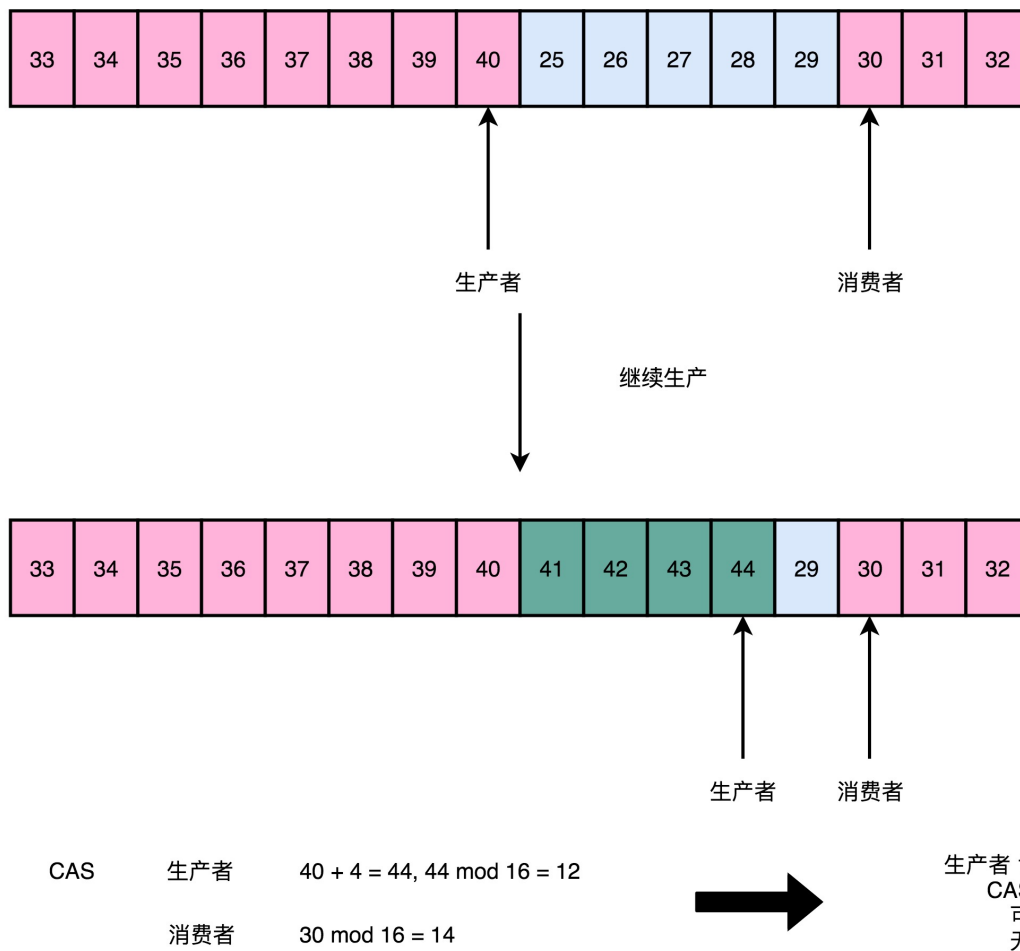 33 34 35 36 37 38 39 40 25 26 27 28 29 30 31 32
生产者 消费者
继续生产
33 34 35 36 37 38 39 40 41 42 43 44 29 30 31 32
生产者 消费者
CAS 生产者 40 + 4 = 44, 44 mod 16 = 12 生产者
CAS
消费者 30 mod 16 = 14